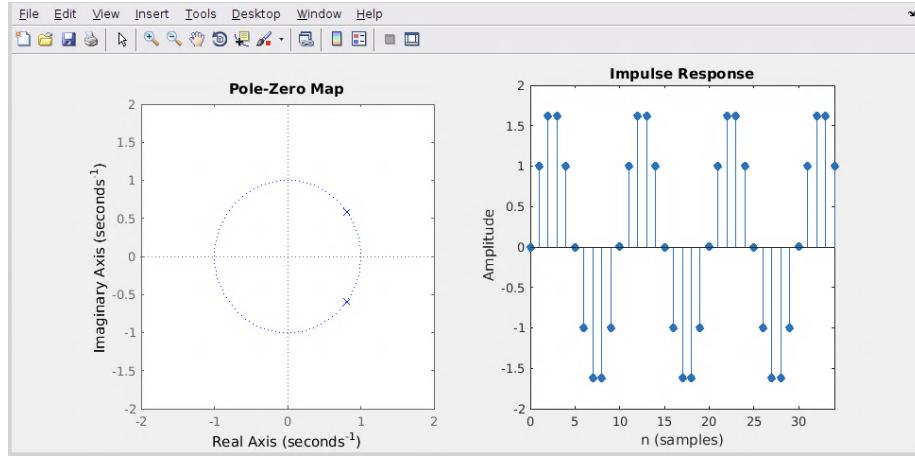 File Edit View Insert Tools Desktop Window Help
Pole-Zero Map
2
1.5
1
0.5
0
-0.5
-1
-1.5
-2
-2 -1 0 1 2
Imaginary Axis (seconds⁻¹)
Real Axis (seconds⁻¹)
Impulse Response
2
1.5
1
0.5
0
-0.5
-1
-1.5
-2
0 5 10 15 20 25 30
Amplitude
n (samples)